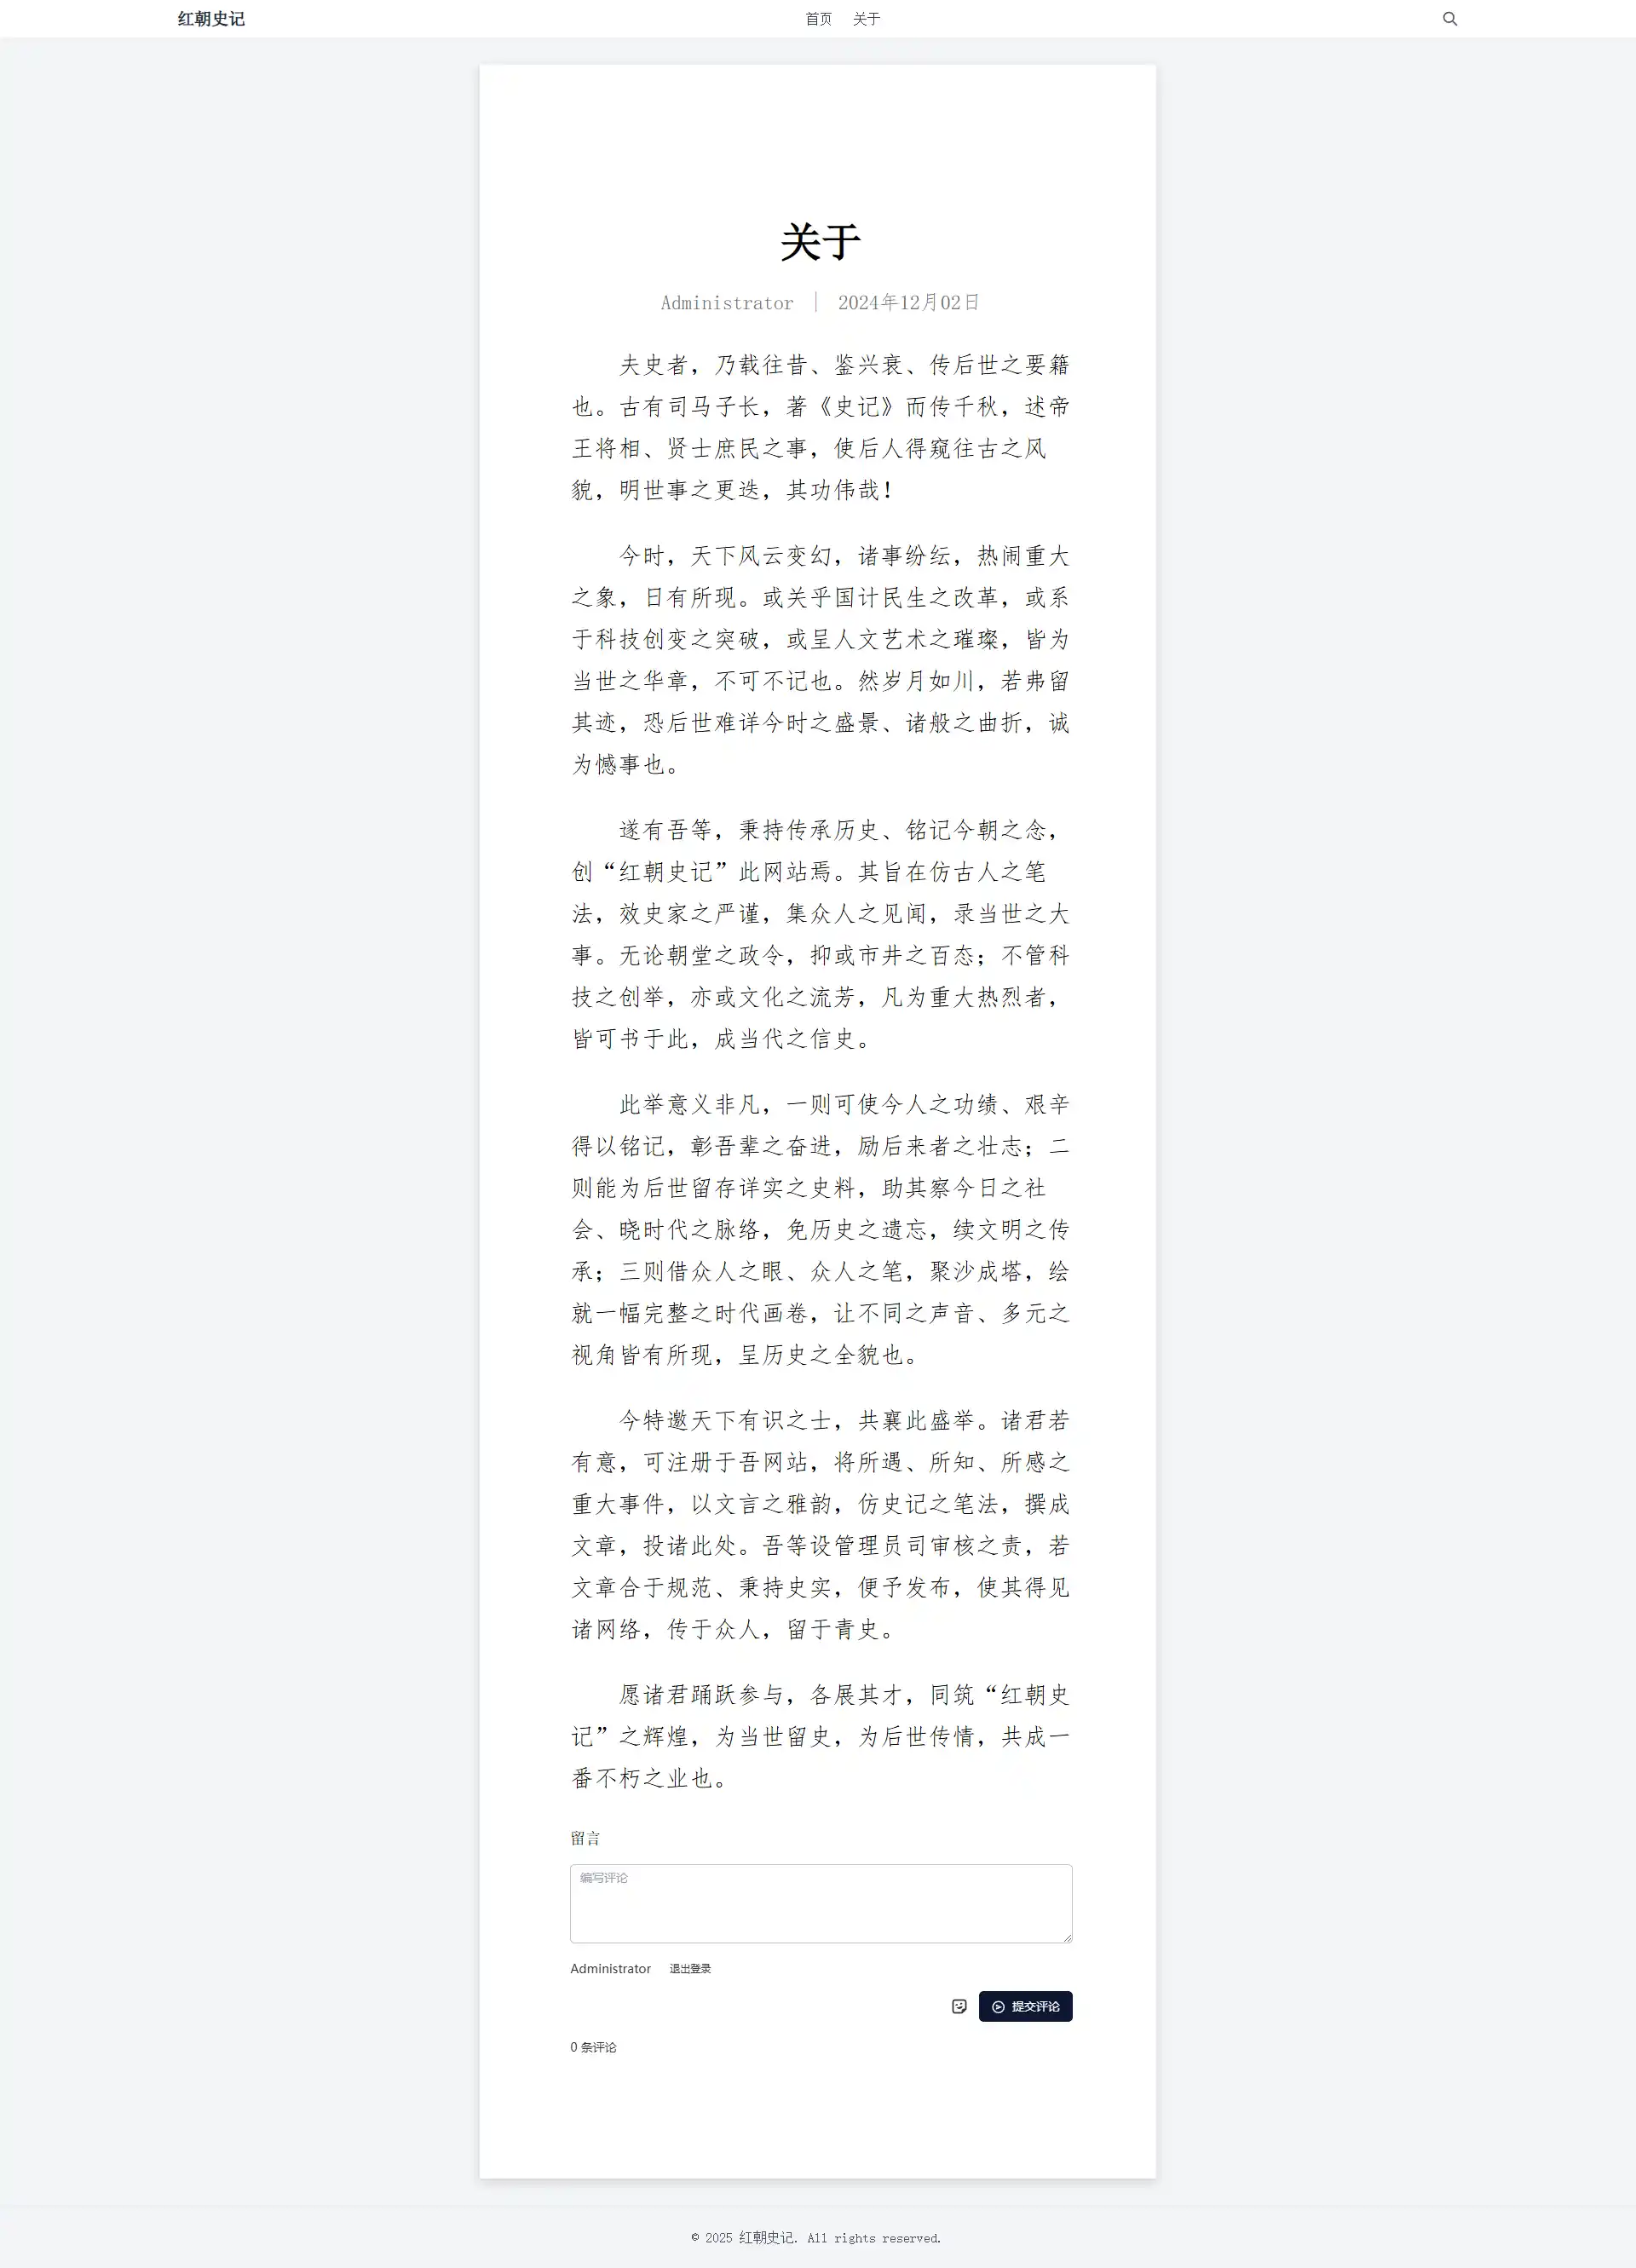 红朝史记
首页 关于
关于
Administrator | 2024年12月02日
夫史者，乃载往昔、鉴兴衰、传后世之要籍
也。古有司马子长，著《史记》而传千秋，述帝
王将相、贤士庶民之事，使后人得窥往古之风
貌，明世事之更迭，其功伟哉！
今时，天下风云变幻，诸事纷纭，热闹重大
之象，日有所现。或关乎国计民生之改革，或系
于科技创变之突破，或呈人文艺术之璀璨，皆为
当世之华章，不可不记也。然岁月如川，若弗留
其迹，恐后世难详今时之盛景、诸般之曲折，诚
为憾事也。
遂有吾等，秉持传承历史、铭记今朝之念，
创“红朝史记”此网站焉。其旨在仿古人之笔
法，效史家之严谨，集众人之见闻，录当世之大
事。无论朝堂之政令，抑或市井之百态；不管科
技之创举，亦或文化之流芳，凡为重大热烈者，
皆可书于此，成当代之信史。
此举意义非凡，一则可使今人之功绩、艰辛
得以铭记，彰吾辈之奋进，励后来者之壮志；二
则能为后世留存详实之史料，助其察今日之社
会、晓时代之脉络，免历史之遗忘，续文明之传
承；三则借众人之眼、众人之笔，聚沙成塔，绘
就一幅完整之时代画卷，让不同之声音、多元之
视角皆有所现，呈历史之全貌也。
今特邀天下有识之士，共襄此盛举。诸君若
有意，可注册于吾网站，将所遇、所知、所感之
重大事件，以文言之雅韵，仿史记之笔法，撰成
文章，投诸此处。吾等设管理员司审核之责，若
文章合于规范、秉持史实，便予发布，使其得见
诸网络，传于众人，留于青史。
愿诸君踊跃参与，各展其才，同筑“红朝史
记”之辉煌，为当世留史，为后世传情，共成一
番不朽之业也。
留言
编写评论
Administrator 退出登录
提交评论
0 条评论
© 2025 红朝史记. All rights reserved.